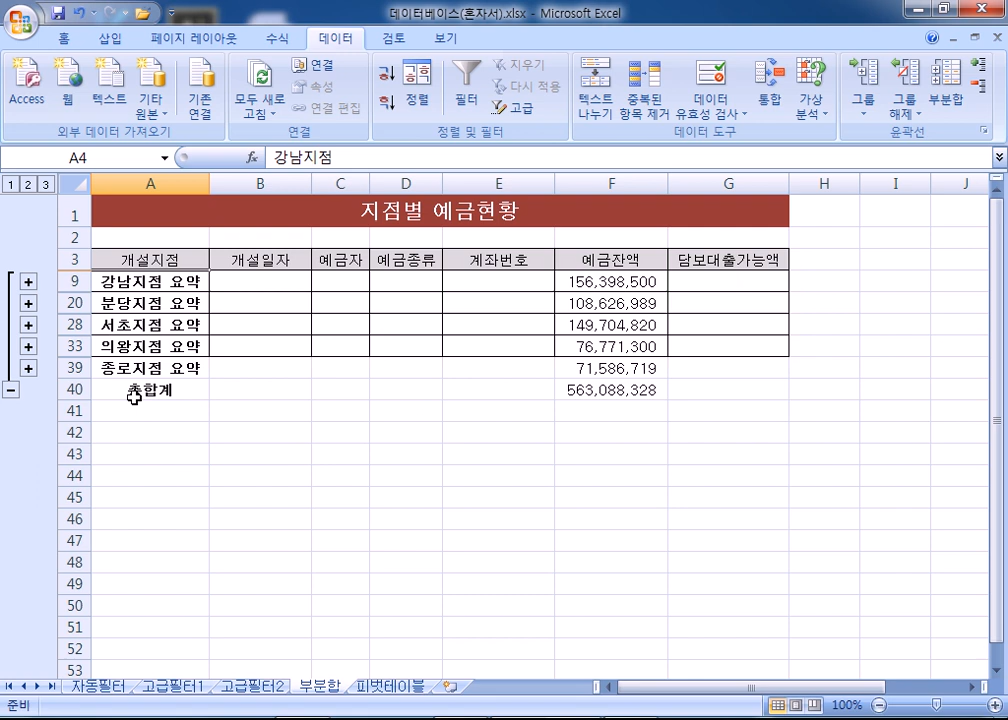 데이터베이스(혼자서).xlsx - Microsoft Excel
홈 삽입 페이지 레이아웃 수식 데이터 검토 보기
Access 웹 텍스트 기타 원본 기존 연결
외부 데이터 가져오기
모두 새로 고침 연결 속성 연결 편집
연결
정렬 필터 지우기 다시 적용 고급
정렬 및 필터
텍스트 나누기 중복된 항목 제거 데이터 유효성 검사 통합 가상 분석
데이터 도구
그룹 그룹 해제 부분합
윤곽선
A4 fx 강남지점
1 2 3 A B C D E F G H I J
1 지점별 예금현황
2
3 개설지점 개설일자 예금자 예금종류 계좌번호 예금잔액 담보대출가능액
9 강남지점 요약 156,398,500
20 분당지점 요약 108,626,989
28 서초지점 요약 149,704,820
33 의왕지점 요약 76,771,300
39 종로지점 요약 71,586,719
40 총합계 563,088,328
41
42
43
44
45
46
47
48
49
50
51
52
53
자동필터 고급필터1 고급필터2 부분합 피벗테이블
준비 100%